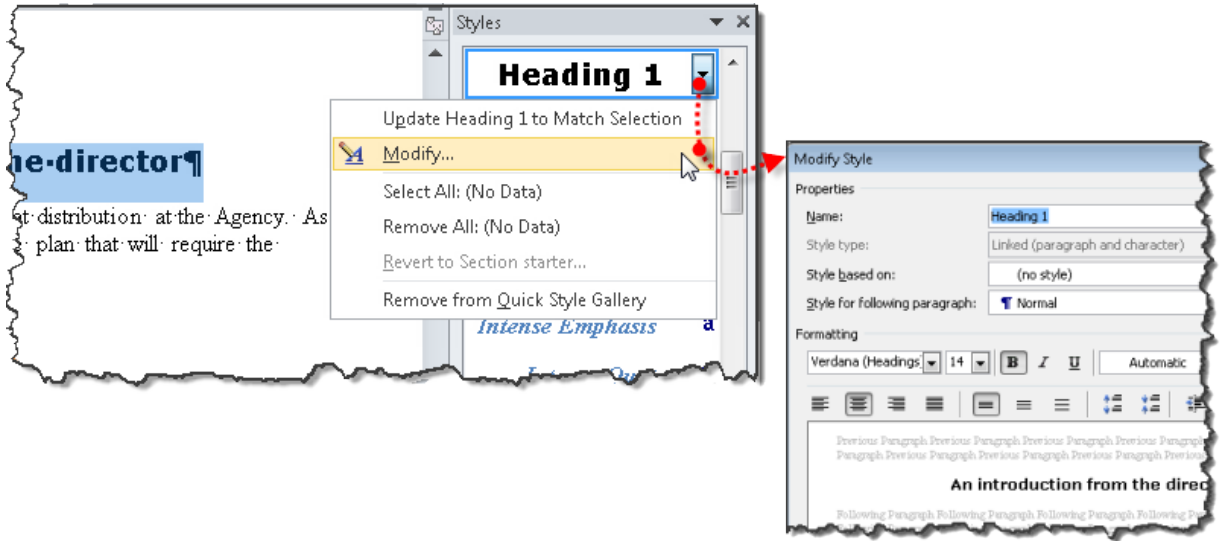 Styles
Heading 1
Update Heading 1 to Match Selection
Modify...
Select All: (No Data)
Remove All: (No Data)
Revert to Section starter...
Remove from Quick Style Gallery
Intense Emphasis a
he·director¶
at·distribution· at·the· Agency.· As
plan· that· will· require· the·
Modify Style
Properties
Name: Heading 1
Style type: Linked (paragraph and character)
Style based on: (no style)
Style for following paragraph: ¶ Normal
Formatting
Verdana (Headings 14 B I U Automatic
Previous Paragraph Previous Paragraph Previous Paragraph Previous Paragraph
Paragraph Previous Paragraph Previous Paragraph Previous Paragraph Previous
An introduction from the direc
Following Paragraph Following Paragraph Following Paragraph Following